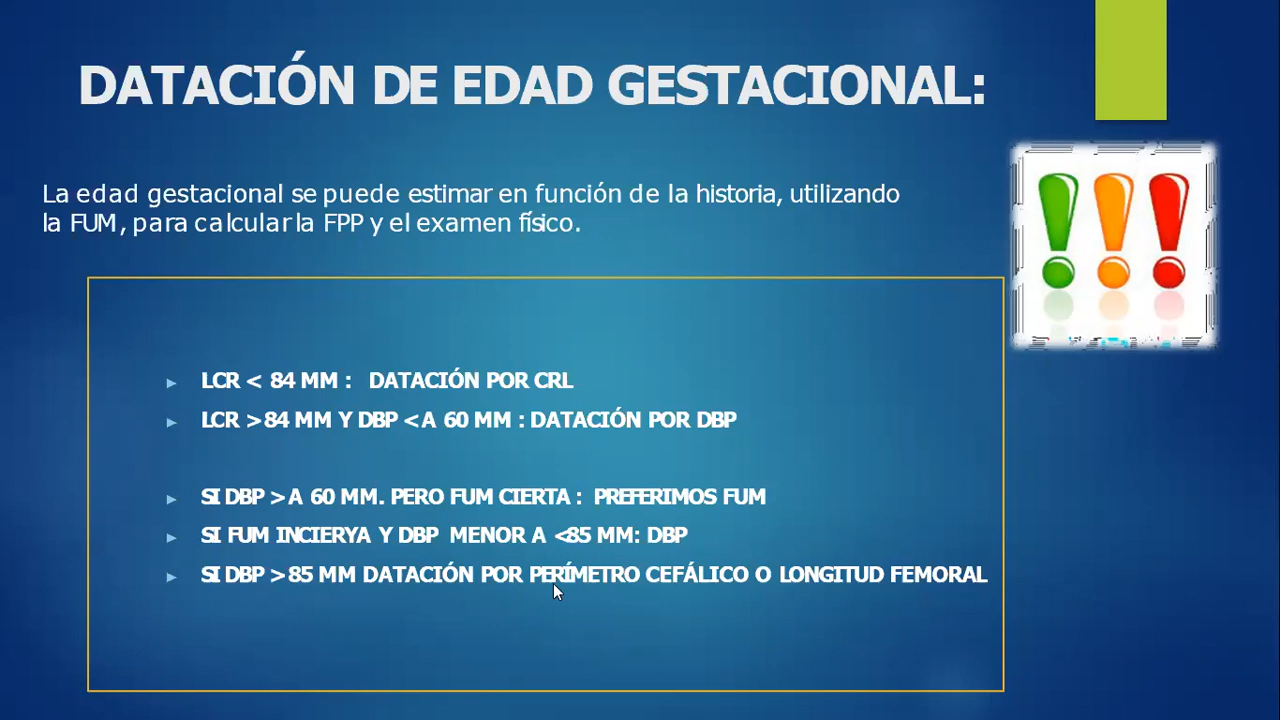 DATACIÓN DE EDAD GESTACIONAL:
La edad gestacional se puede estimar en función de la historia, utilizando
la FUM, para calcular la FPP y el examen físico.
LCR < 84 MM : DATACIÓN POR CRL
LCR >84 MM Y DBP <A 60 MM : DATACIÓN POR DBP
SI DBP >A 60 MM. PERO FUM CIERTA : PREFERIMOS FUM
SI FUM INCIERYA Y DBP MENOR A <85 MM: DBP
SI DBP >85 MM DATACIÓN POR PERÍMETRO CEFÁLICO O LONGITUD FEMORAL